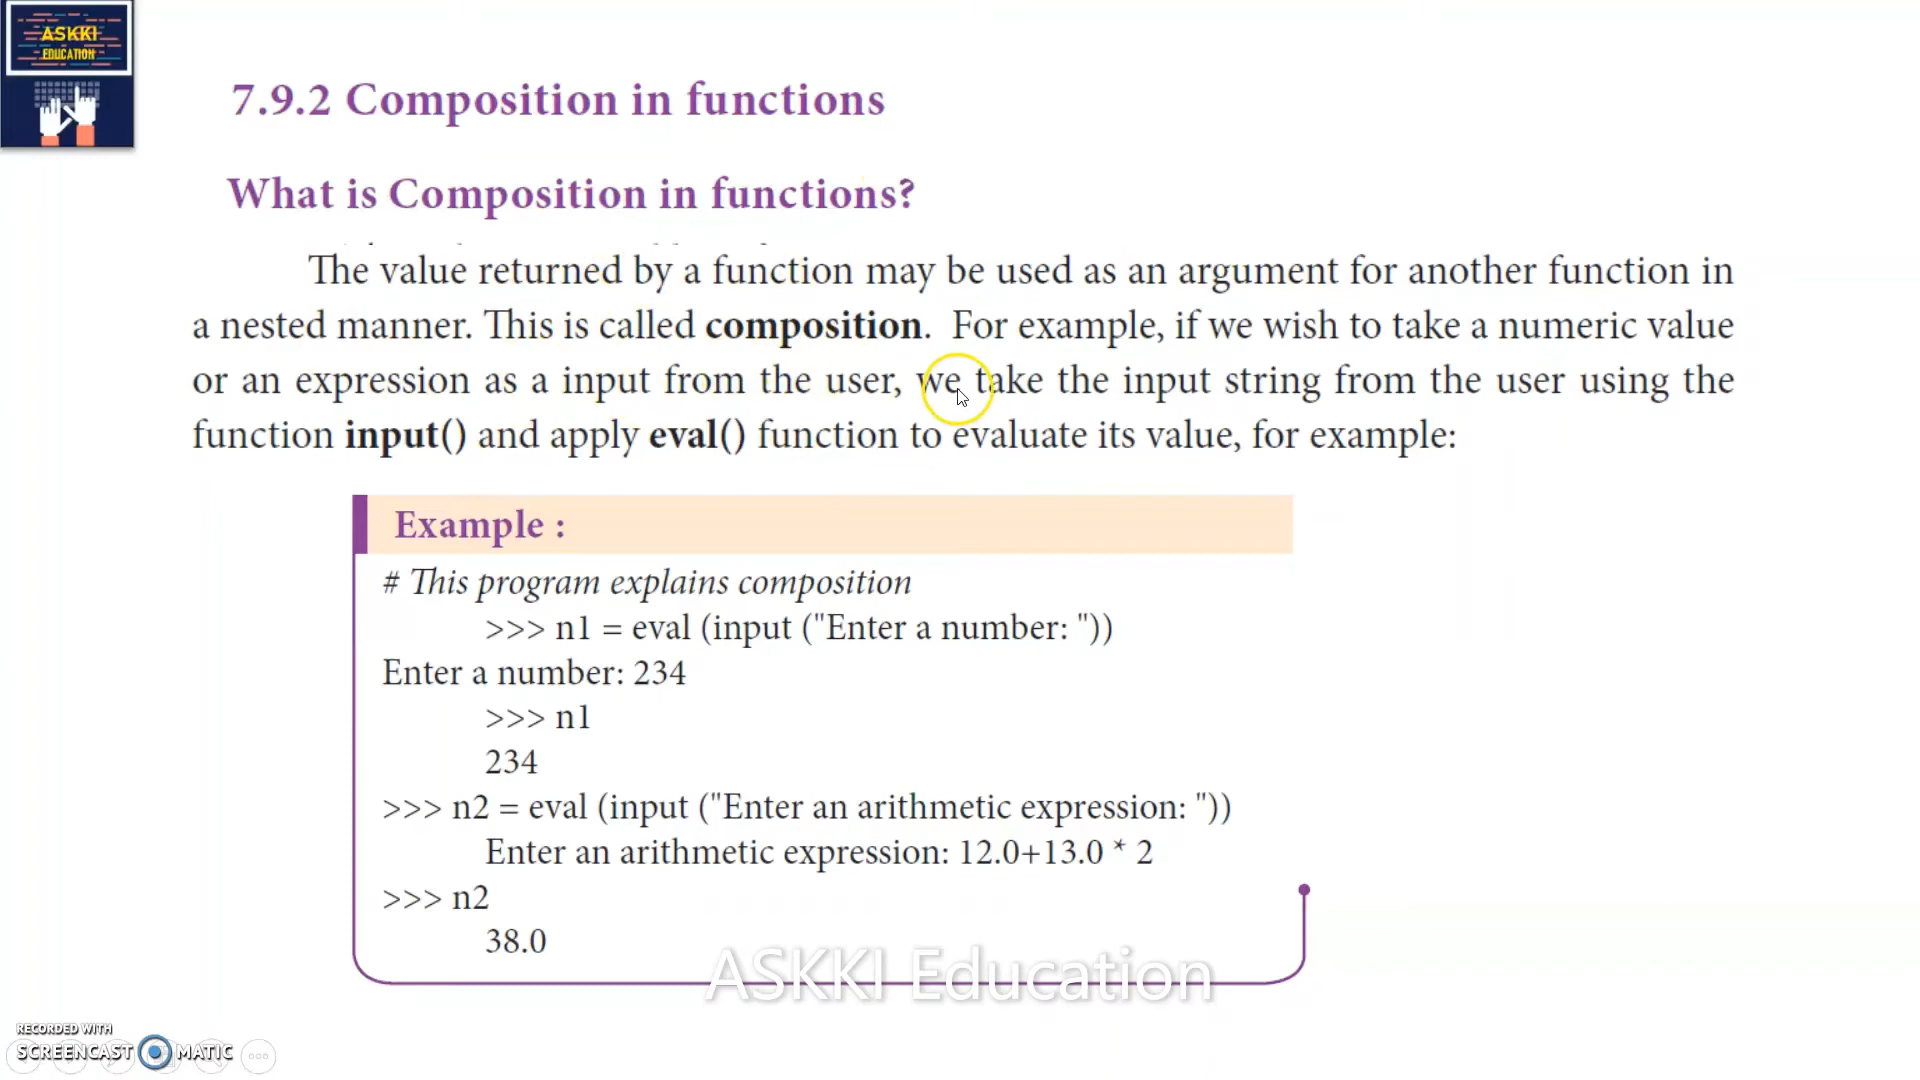 ASKKI
EDUCATION
7.9.2 Composition in functions
What is Composition in functions?
The value returned by a function may be used as an argument for another function in
a nested manner. This is called composition. For example, if we wish to take a numeric value
or an expression as a input from the user, we take the input string from the user using the
function input() and apply eval() function to evaluate its value, for example:
Example :
# This program explains composition
>>> n1 = eval (input ("Enter a number: "))
Enter a number: 234
>>> n1
234
>>> n2 = eval (input ("Enter an arithmetic expression: "))
Enter an arithmetic expression: 12.0+13.0 * 2
>>> n2
38.0
ASKKI Education
RECORDED WITH
SCREENCAST MATIC